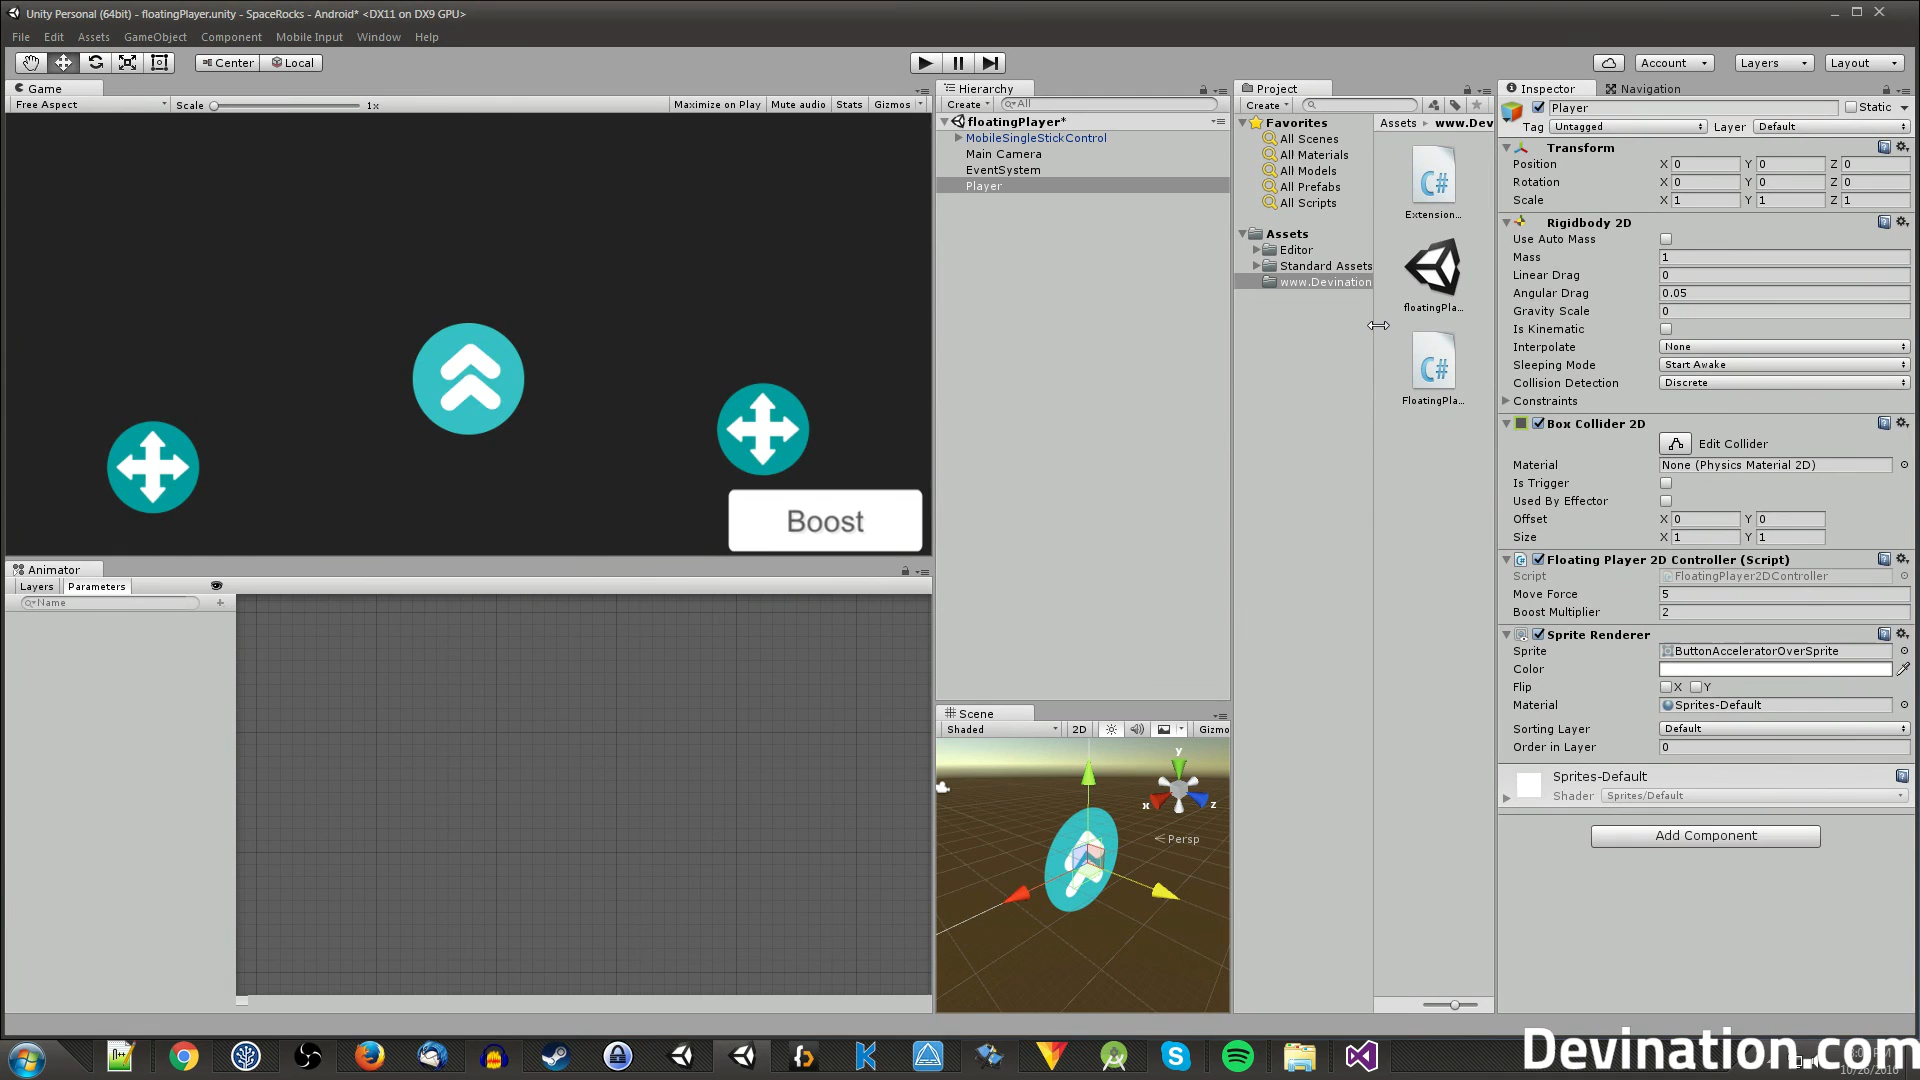 Unity Personal (64bit) - floatingPlayer.unity - SpaceRocks - Android* <DX11 on DX9 GPU>
File Edit Assets GameObject Component Mobile Input Window Help
Center Local Account Layers Layout
Game
Free Aspect Scale 1x Maximize on Play Mute audio Stats Gizmos
Boost
Animator
Layers Parameters
Name
Hierarchy
Create All
floatingPlayer*
MobileSingleStickControl
Main Camera
EventSystem
Player
Scene
Shaded 2D Gizmo
y
x z
Persp
Project
Create
Favorites
All Scenes
All Materials
All Models
All Prefabs
All Scripts
Assets
Editor
Standard Assets
www.Devination
Assets www.Dev
C#
Extension...
floatingPla...
C#
FloatingPla...
Inspector Navigation
Player Static
Tag Untagged Layer Default
Transform
Position X 0 Y 0 Z 0
Rotation X 0 Y 0 Z 0
Scale X 1 Y 1 Z 1
Rigidbody 2D
Use Auto Mass
Mass 1
Linear Drag 0
Angular Drag 0.05
Gravity Scale 0
Is Kinematic
Interpolate None
Sleeping Mode Start Awake
Collision Detection Discrete
Constraints
Box Collider 2D
Edit Collider
Material None (Physics Material 2D)
Is Trigger
Used By Effector
Offset X 0 Y 0
Size X 1 Y 1
Floating Player 2D Controller (Script)
Script FloatingPlayer2DController
Move Force 5
Boost Multiplier 2
Sprite Renderer
Sprite ButtonAcceleratorOverSprite
Color
Flip X Y
Material Sprites-Default
Sorting Layer Default
Order in Layer 0
Sprites-Default
Shader Sprites/Default
Add Component
Devination.com
10/26/2016